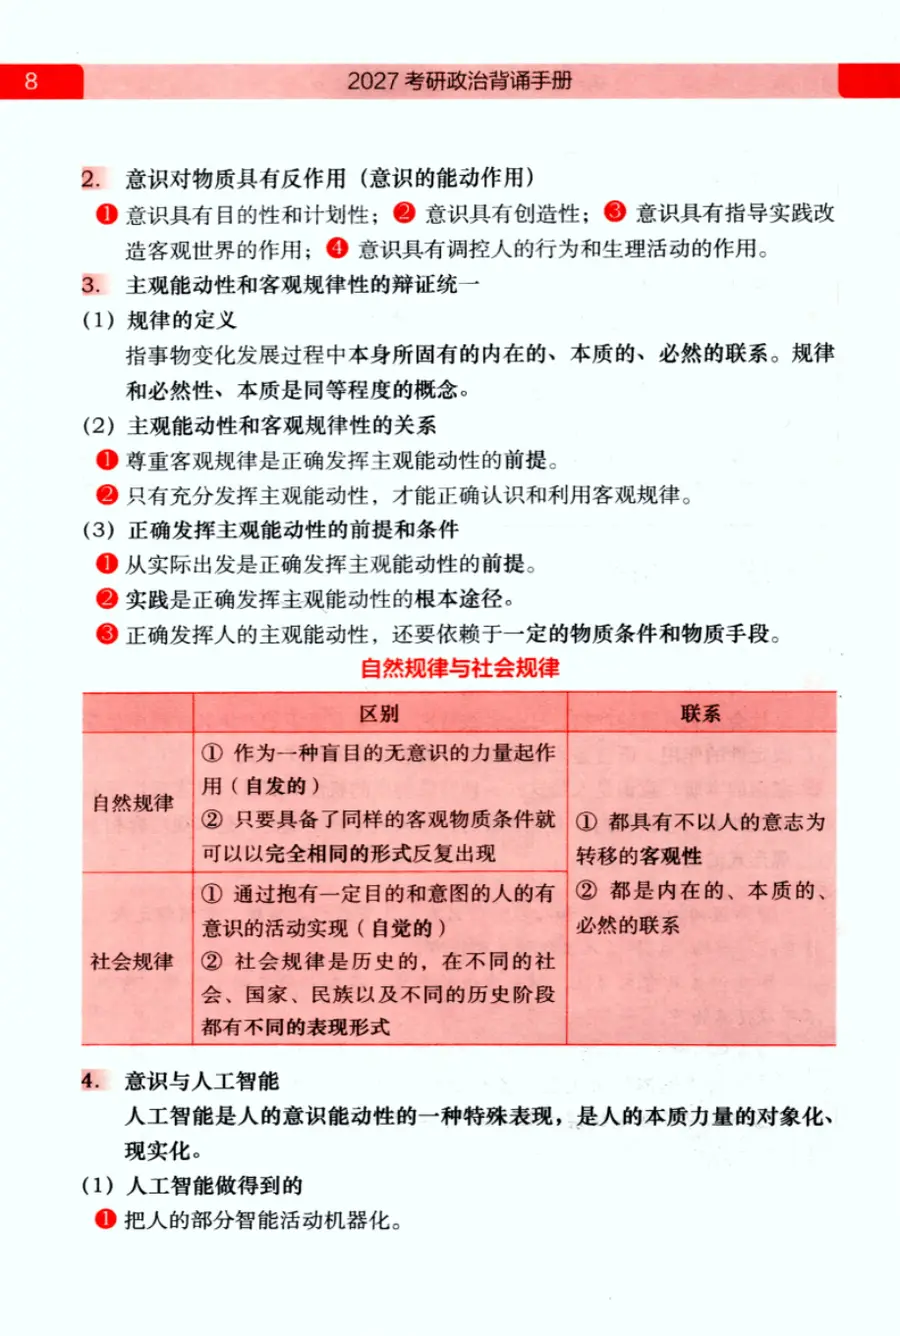 8
2027 考研政治背诵手册
2. 意识对物质具有反作用（意识的能动作用）
❶ 意识具有目的性和计划性；❷ 意识具有创造性；❸ 意识具有指导实践改
造客观世界的作用；❹ 意识具有调控人的行为和生理活动的作用。
3. 主观能动性和客观规律性的辩证统一
（1）规律的定义
指事物变化发展过程中本身所固有的内在的、本质的、必然的联系。规律
和必然性、本质是同等程度的概念。
（2）主观能动性和客观规律性的关系
❶ 尊重客观规律是正确发挥主观能动性的前提。
❷ 只有充分发挥主观能动性，才能正确认识和利用客观规律。
（3）正确发挥主观能动性的前提和条件
❶ 从实际出发是正确发挥主观能动性的前提。
❷ 实践是正确发挥主观能动性的根本途径。
❸ 正确发挥人的主观能动性，还要依赖于一定的物质条件和物质手段。
自然规律与社会规律
区别
联系
自然规律
① 作为一种盲目的无意识的力量起作
用（自发的）
② 只要具备了同样的客观物质条件就
可以以完全相同的形式反复出现
① 都具有不以人的意志为
转移的客观性
② 都是内在的、本质的、
必然的联系
社会规律
① 通过抱有一定目的和意图的人的有
意识的活动实现（自觉的）
② 社会规律是历史的，在不同的社
会、国家、民族以及不同的历史阶段
都有不同的表现形式
4. 意识与人工智能
人工智能是人的意识能动性的一种特殊表现，是人的本质力量的对象化、
现实化。
（1）人工智能做得到的
❶ 把人的部分智能活动机器化。